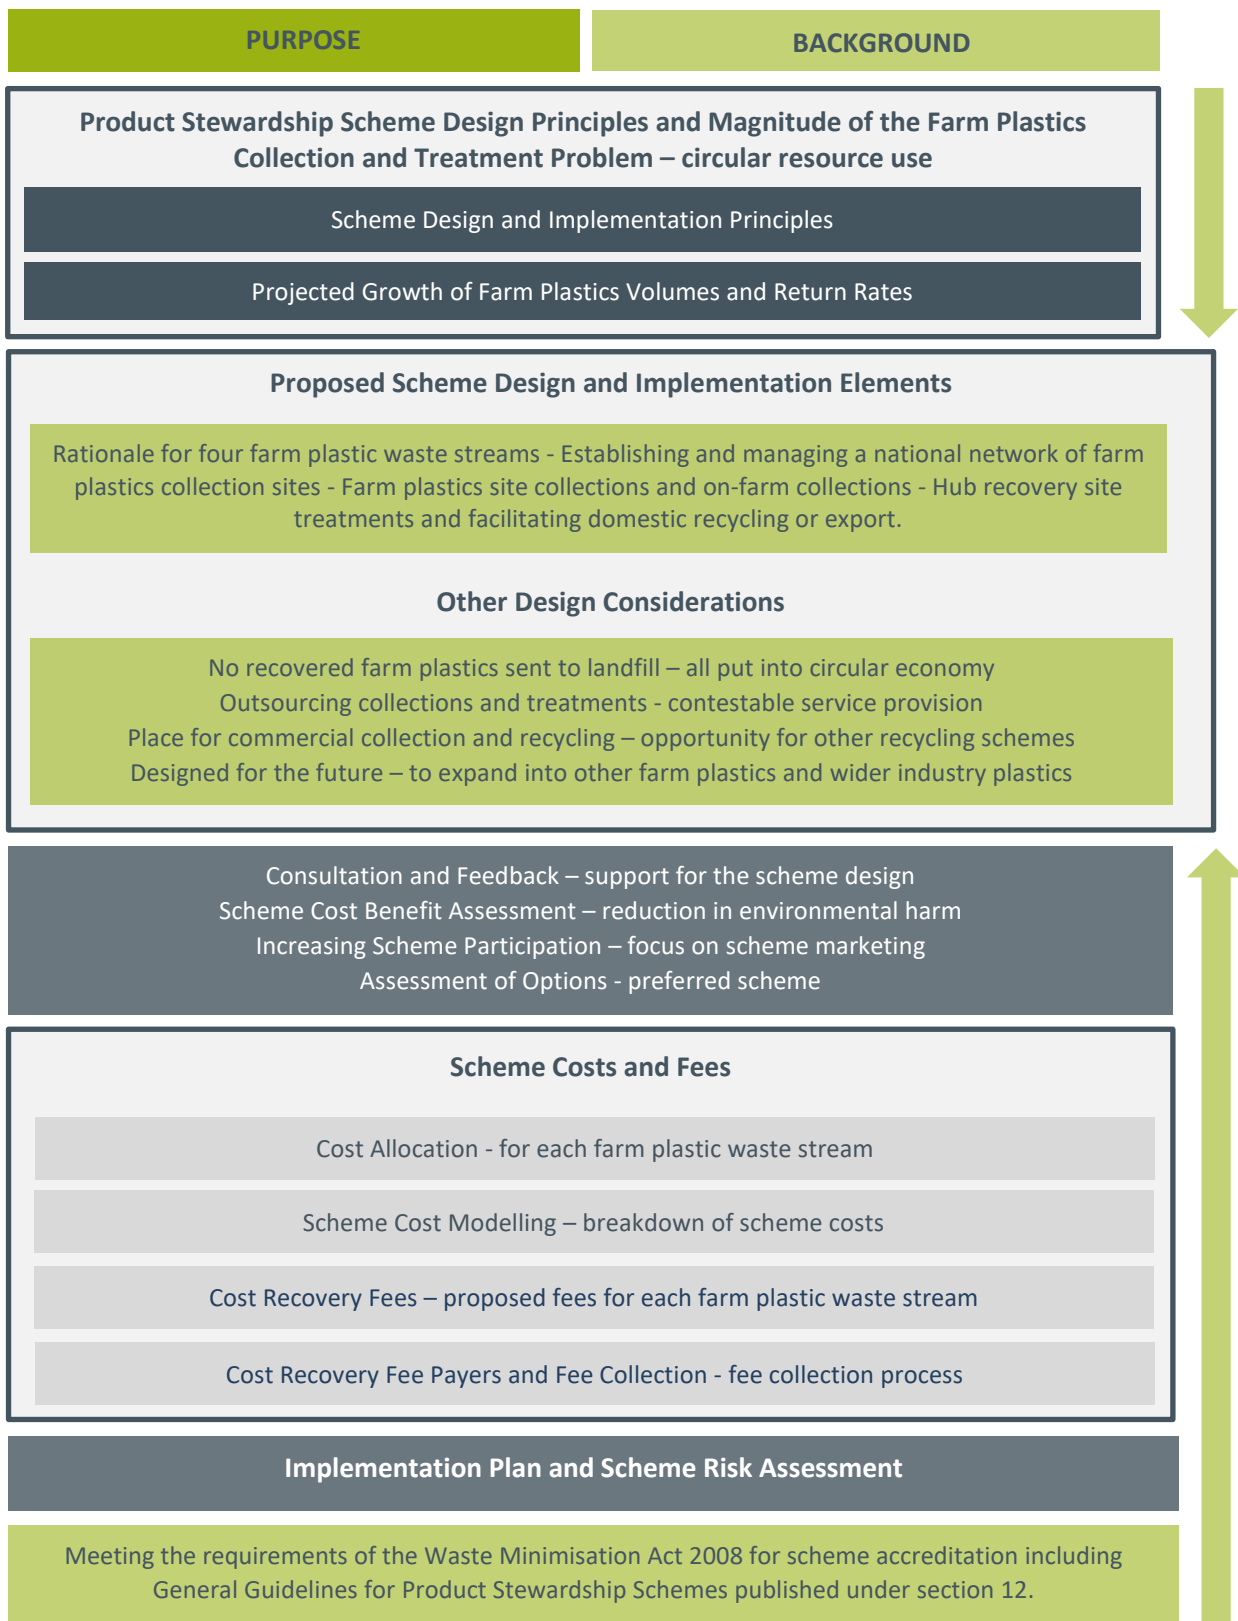 PURPOSE
BACKGROUND
Product Stewardship Scheme Design Principles and Magnitude of the Farm Plastics
Collection and Treatment Problem – circular resource use
Scheme Design and Implementation Principles
Projected Growth of Farm Plastics Volumes and Return Rates
Proposed Scheme Design and Implementation Elements
Rationale for four farm plastic waste streams - Establishing and managing a national network of farm
plastics collection sites - Farm plastics site collections and on-farm collections - Hub recovery site
treatments and facilitating domestic recycling or export.
Other Design Considerations
No recovered farm plastics sent to landfill – all put into circular economy
Outsourcing collections and treatments - contestable service provision
Place for commercial collection and recycling – opportunity for other recycling schemes
Designed for the future – to expand into other farm plastics and wider industry plastics
Consultation and Feedback – support for the scheme design
Scheme Cost Benefit Assessment – reduction in environmental harm
Increasing Scheme Participation – focus on scheme marketing
Assessment of Options - preferred scheme
Scheme Costs and Fees
Cost Allocation - for each farm plastic waste stream
Scheme Cost Modelling – breakdown of scheme costs
Cost Recovery Fees – proposed fees for each farm plastic waste stream
Cost Recovery Fee Payers and Fee Collection - fee collection process
Implementation Plan and Scheme Risk Assessment
Meeting the requirements of the Waste Minimisation Act 2008 for scheme accreditation including
General Guidelines for Product Stewardship Schemes published under section 12.